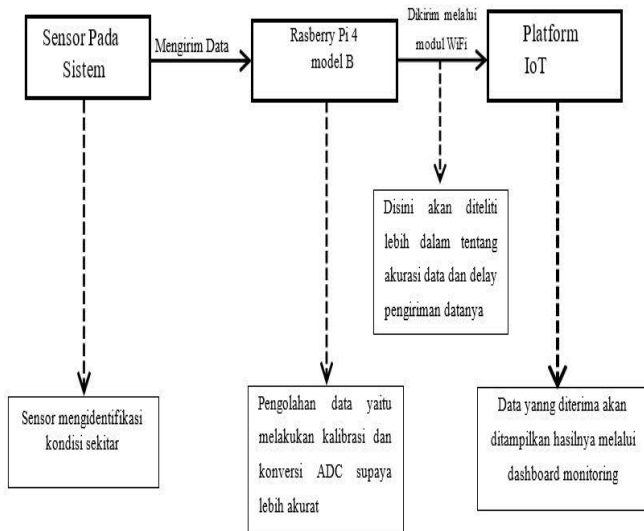 Sensor Pada
Sistem
Mengirim Data
Rasberry Pi 4
model B
Dikirim melalui
modul WiFi
Platform
IoT
Disini akan diteliti
lebih dalam tentang
akurasi data dan delay
pengiriman datanya
Sensor mengidentifikasi
kondisi sekitar
Pengolahan data yaitu
melakukan kalibrasi dan
konversi ADC supaya
lebih akurat
Data yanng diterima akan
ditampilkan hasilnya melalui
dashboard monitoring